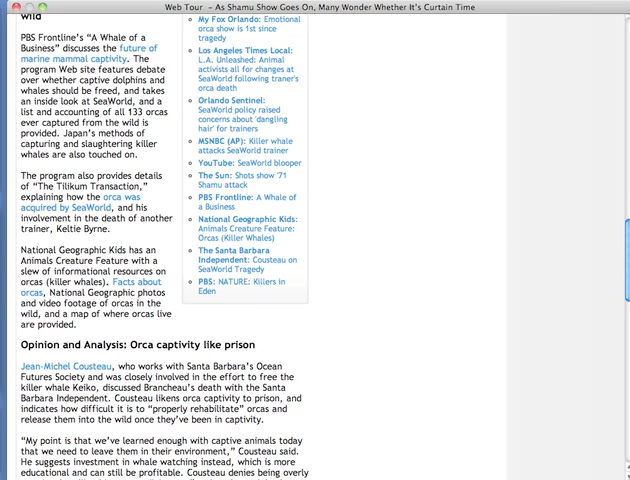 Web Tour – As Shamu Show Goes On, Many Wonder Whether It's Curtain Time
wild
PBS Frontline's "A Whale of a
Business" discusses the future of
marine mammal captivity. The
program Web site features debate
over whether captive dolphins and
whales should be freed, and takes
an inside look at SeaWorld, and a
list and accounting of all 133 orcas
ever captured from the wild is
provided. Japan's methods of
capturing and slaughtering killer
whales are also touched on.
The program also provides details
of "The Tilikum Transaction,"
explaining how the orca was
acquired by SeaWorld, and his
involvement in the death of another
trainer, Keltie Byrne.
National Geographic Kids has an
Animals Creature Feature with a
slew of informational resources on
orcas (killer whales). Facts about
orcas, National Geographic photos
and video footage of orcas in the
wild, and a map of where orcas live
are provided.
My Fox Orlando: Emotional
orca show is 1st since
tragedy
Los Angeles Times Local:
L.A. Unleashed: Animal
activists all for changes at
SeaWorld following traner's
orca death
Orlando Sentinel:
SeaWorld policy raised
concerns about 'dangling
hair' for trainers
MSNBC (AP): Killer whale
attacks SeaWorld trainer
YouTube: SeaWorld blooper
The Sun: Shots show '71
Shamu attack
PBS Frontline: A Whale of
a Business
National Geographic Kids:
Animals Creature Feature:
Orcas (Killer Whales)
The Santa Barbara
Independent: Cousteau on
SeaWorld Tragedy
PBS: NATURE: Killers in
Eden
Opinion and Analysis: Orca captivity like prison
Jean-Michel Cousteau, who works with Santa Barbara's Ocean
Futures Society and was closely involved in the effort to free the
killer whale Keiko, discussed Brancheau's death with the Santa
Barbara Independent. Cousteau likens orca captivity to prison, and
indicates how difficult it is to "properly rehabilitate" orcas and
release them into the wild once they've been in captivity.
"My point is that we've learned enough with captive animals today
that we need to leave them in their environment," Cousteau said.
He suggests investment in whale watching instead, which is more
educational and can still be profitable. Cousteau denies being overly